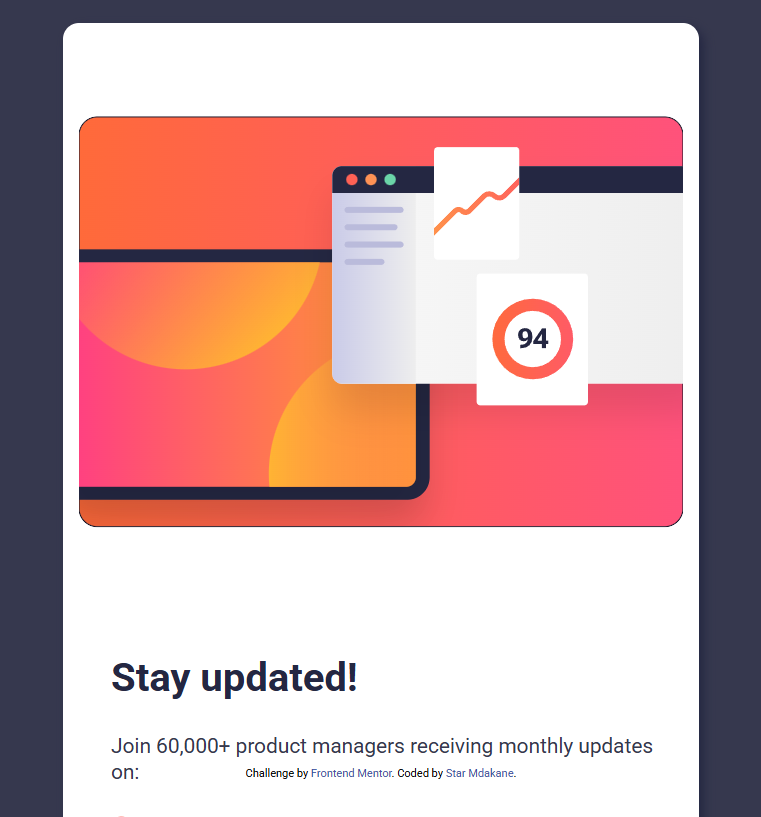 94
Stay updated!
Join 60,000+ product managers receiving monthly updates
on:
Challenge by Frontend Mentor. Coded by Star Mdakane.